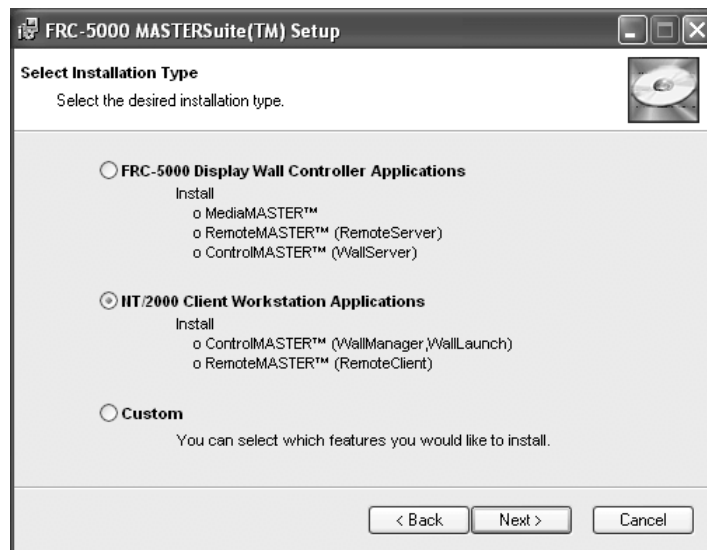 FRC-5000 MASTERSuite(TM) Setup
Select Installation Type
Select the desired installation type.
FRC-5000 Display Wall Controller Applications
Install
o MediaMASTER™
o RemoteMASTER™ (RemoteServer)
o ControlMASTER™ (WallServer)
NT/2000 Client Workstation Applications
Install
o ControlMASTER™ (WallManager,WallLaunch)
o RemoteMASTER™ (RemoteClient)
Custom
You can select which features you would like to install.
< Back Next > Cancel